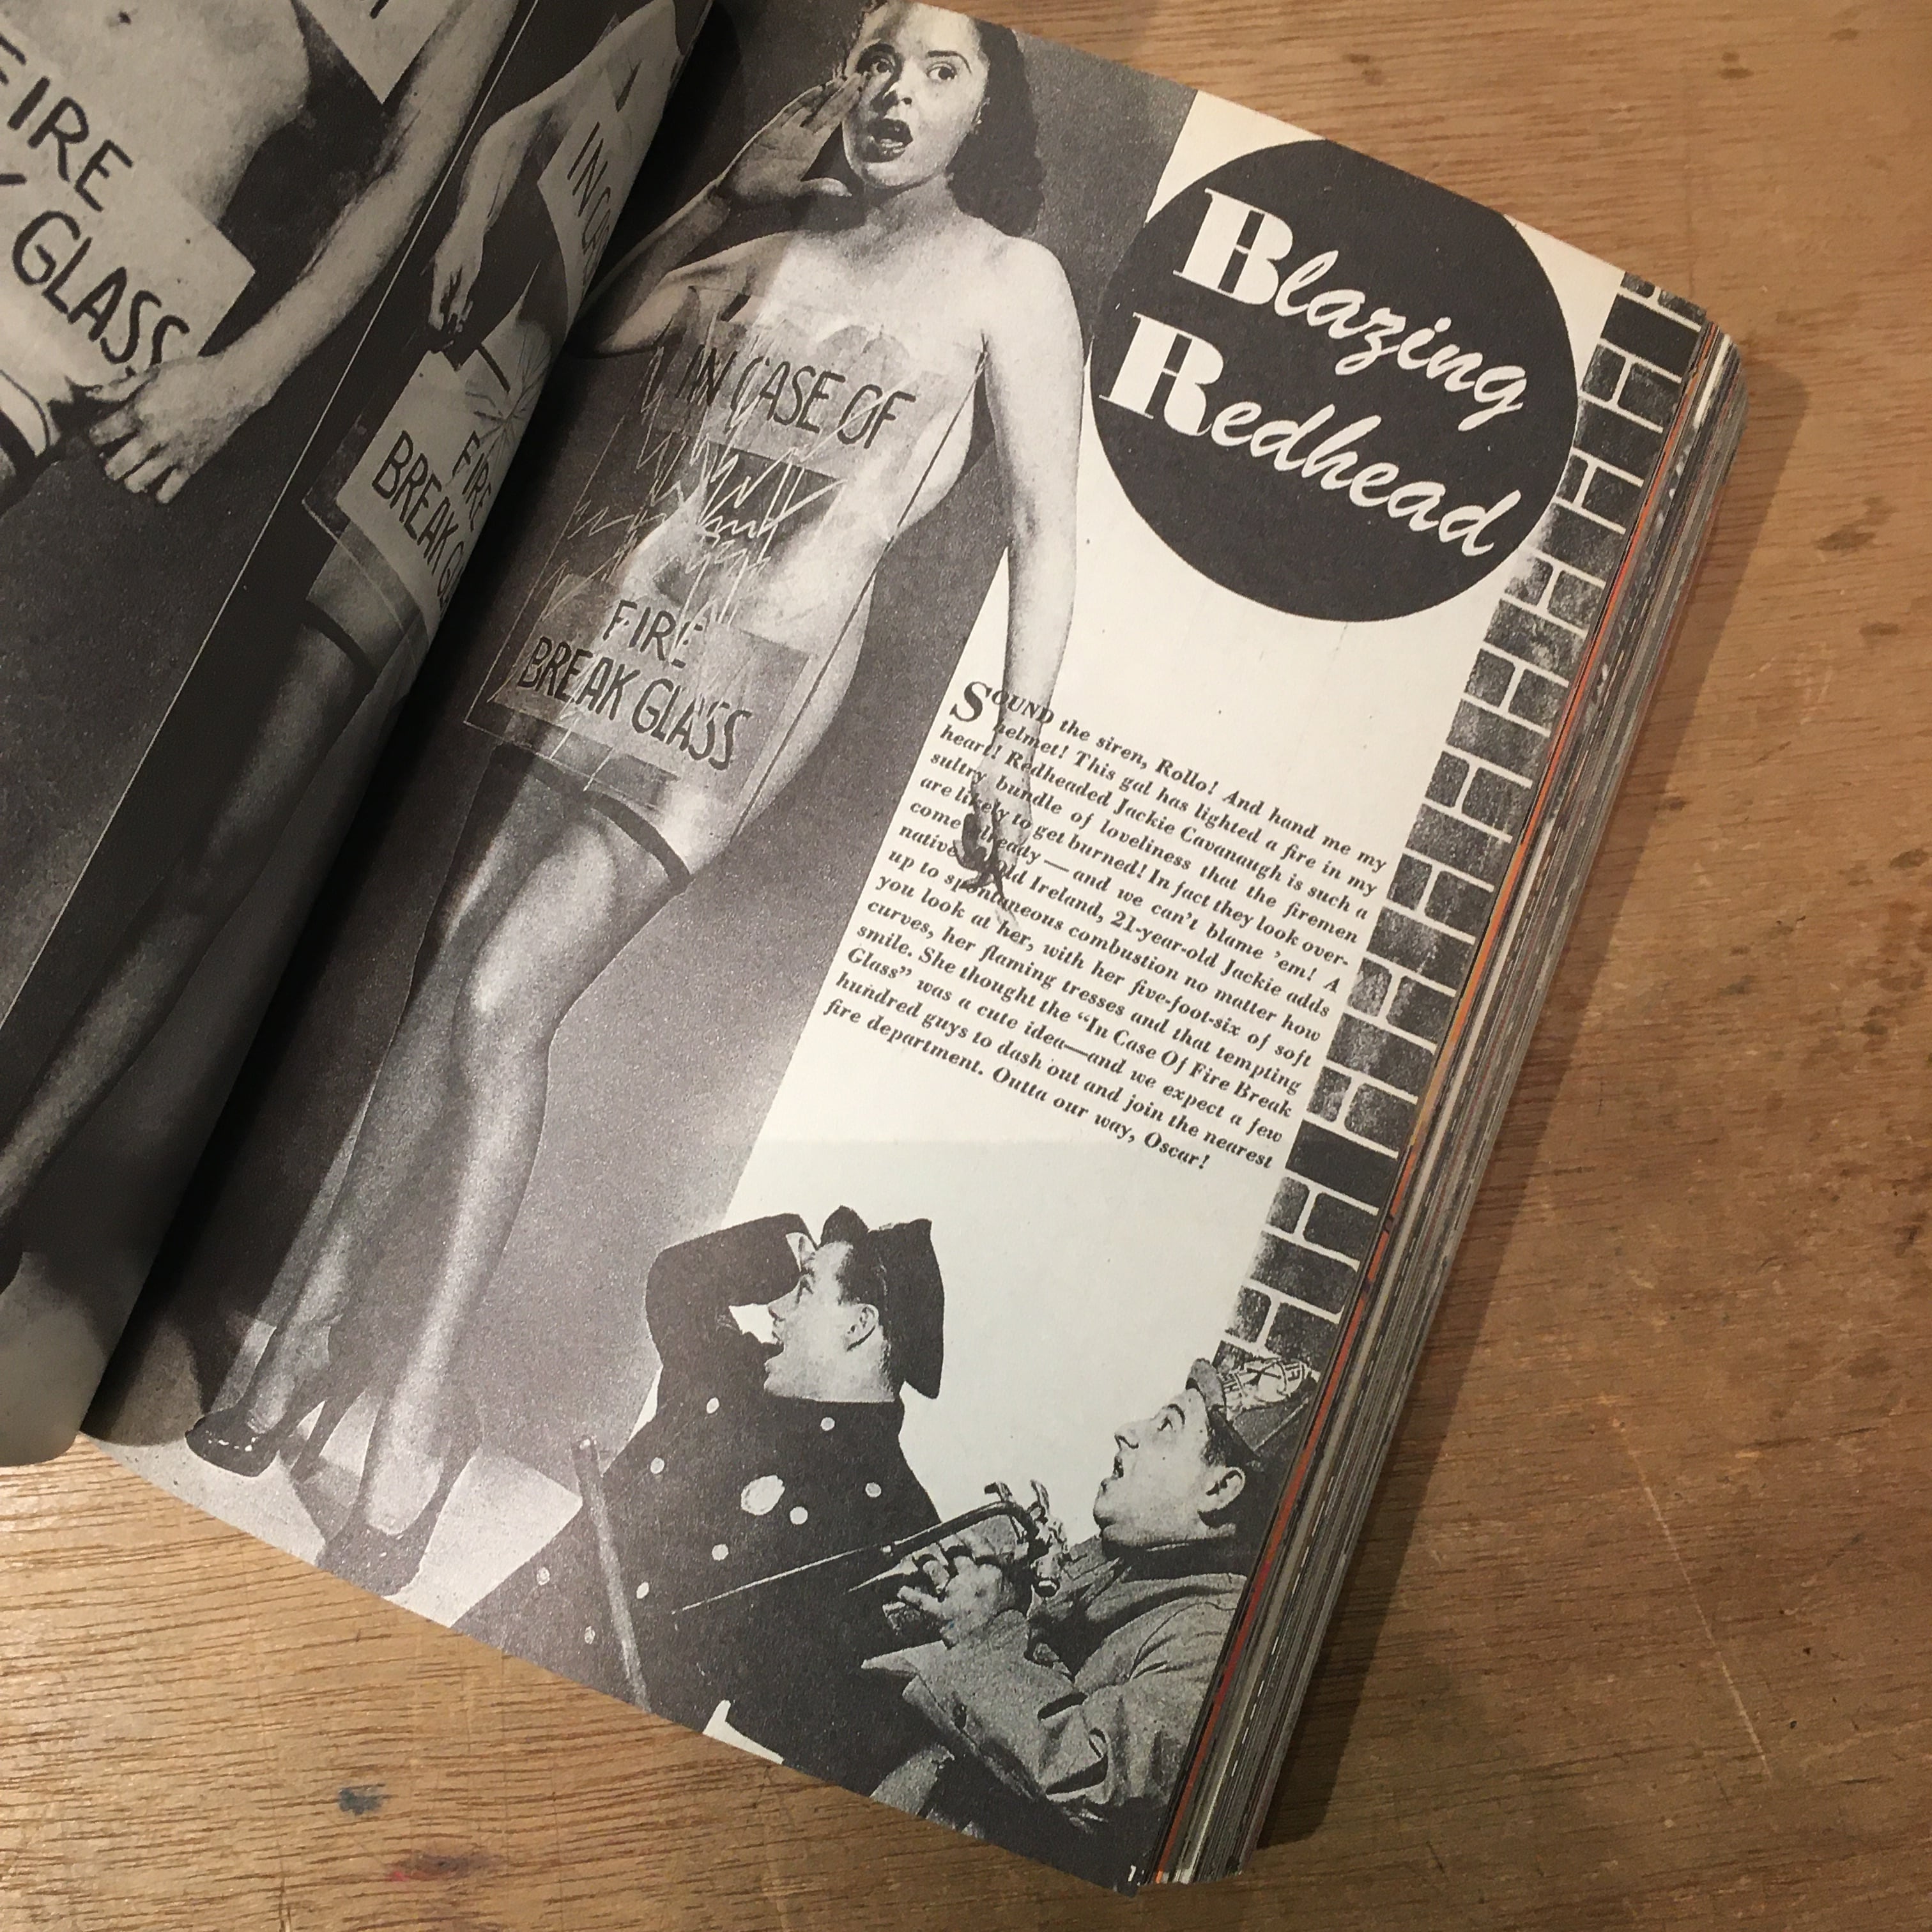 FIRE
GLASS
IN CA
FIRE
BREAK G
IN CASE OF
FIRE
BREAK GLASS
Blazing
Redhead
SOUND the siren, Rollo! And hand me my
helmet! This gal has lighted a fire in my
heart! Redheaded Jackie Cavanaugh is such a
sultry bundle of loveliness that the firemen
are likely to get burned! In fact they look over-
come already—and we can't blame 'em! A
native Old Ireland, 21-year-old Jackie adds
up to spontaneous combustion no matter how
you look at her, with her five-foot-six of soft
curves, her flaming tresses and that tempting
smile. She thought the "In Case Of Fire Break
Glass" was a cute idea—and we expect a few
hundred guys to dash out and join the nearest
fire department. Outta our way, Oscar!